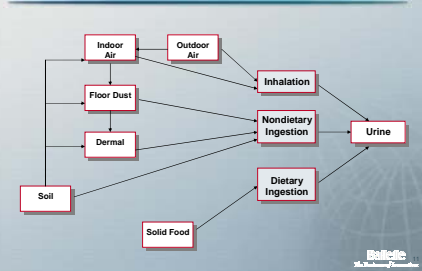 Indoor
Air
Outdoor
Air
Inhalation
Floor Dust
Nondietary
Ingestion
Urine
Dermal
Dietary
Ingestion
Soil
Solid Food
Battelle